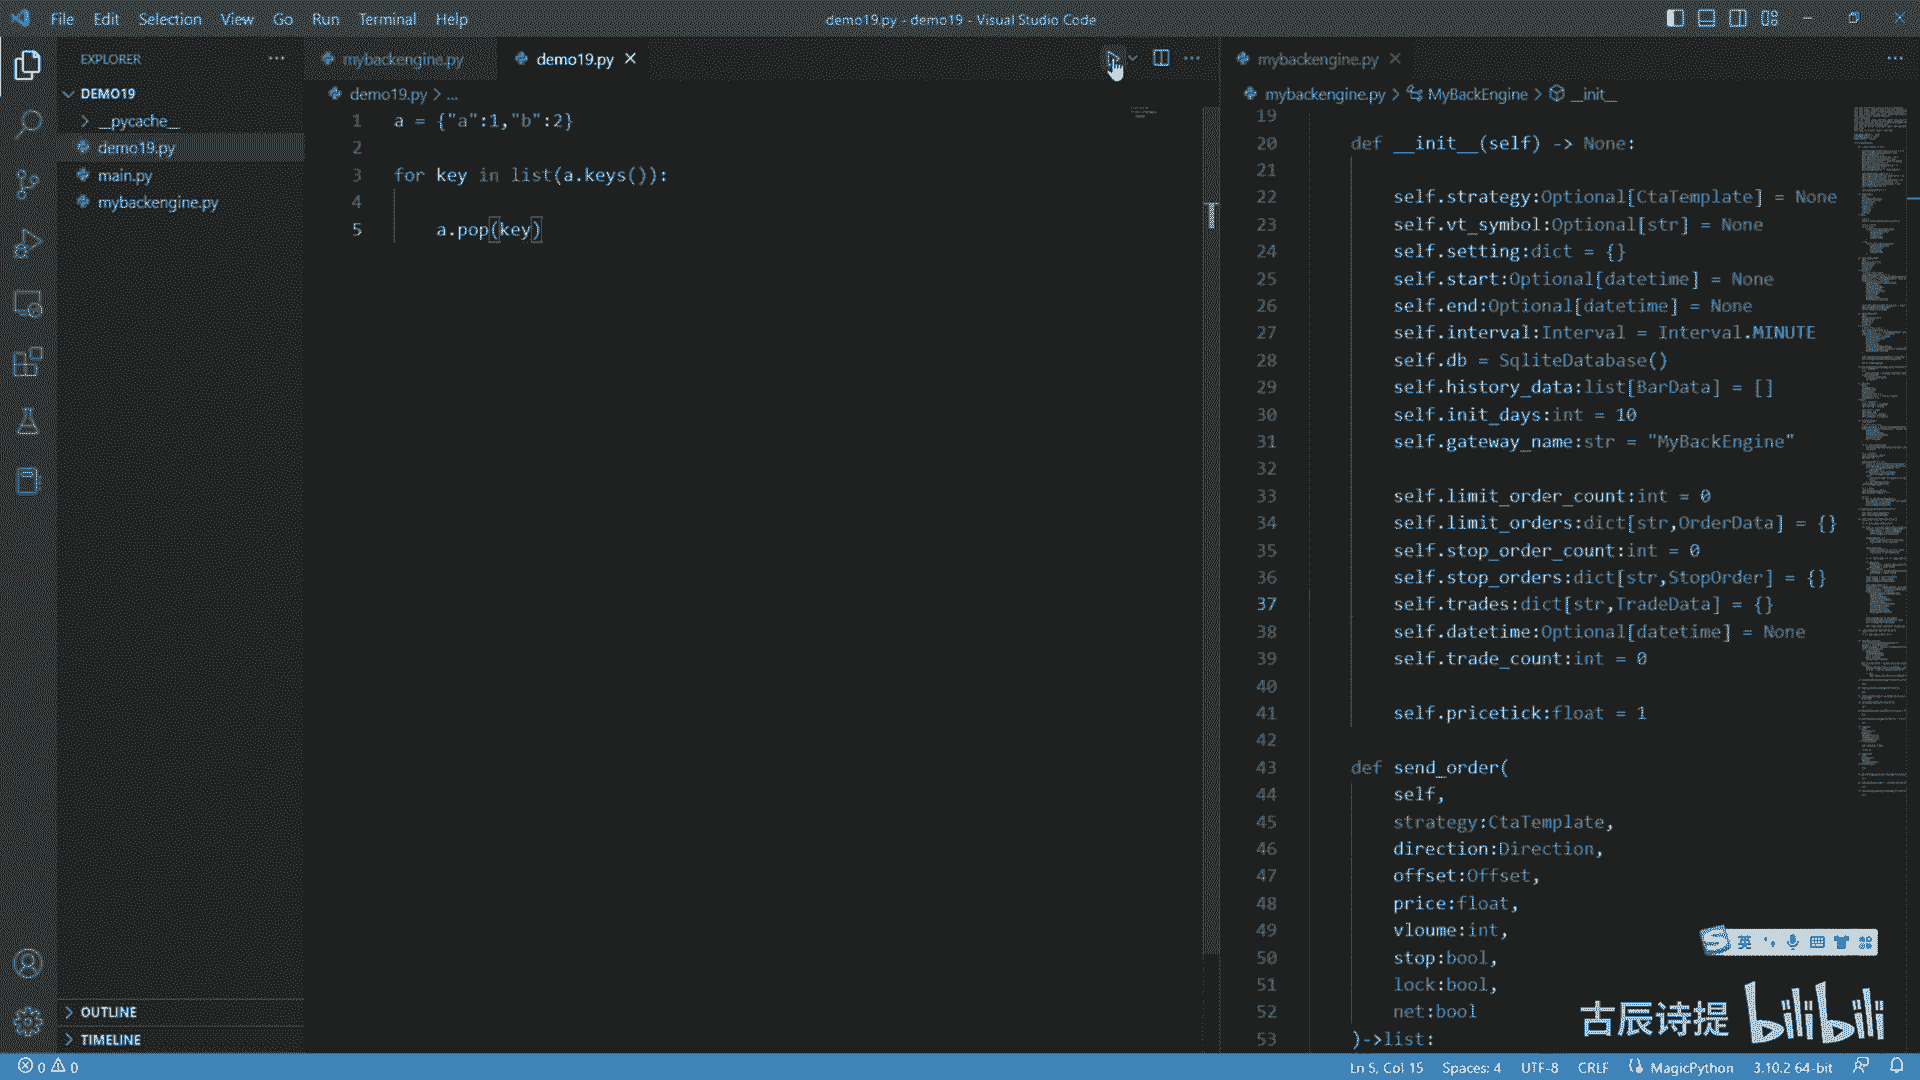 File Edit Selection View Go Run Terminal Help
demo19.py - demo19 - Visual Studio Code
EXPLORER
DEMO19
__pycache__
demo19.py
main.py
mybackengine.py
OUTLINE
TIMELINE
mybackengine.py
demo19.py
demo19.py > ...
1 a = {"a":1,"b":2}
2
3 for key in list(a.keys()):
4
5 a.pop(key)
mybackengine.py
mybackengine.py > MyBackEngine > __init__
19
20 def __init__(self) -> None:
21
22 self.strategy:Optional[CtaTemplate] = None
23 self.vt_symbol:Optional[str] = None
24 self.setting:dict = {}
25 self.start:Optional[datetime] = None
26 self.end:Optional[datetime] = None
27 self.interval:Interval = Interval.MINUTE
28 self.db = SqliteDatabase()
29 self.history_data:list[BarData] = []
30 self.init_days:int = 10
31 self.gateway_name:str = "MyBackEngine"
32
33 self.limit_order_count:int = 0
34 self.limit_orders:dict[str,OrderData] = {}
35 self.stop_order_count:int = 0
36 self.stop_orders:dict[str,StopOrder] = {}
37 self.trades:dict[str,TradeData] = {}
38 self.datetime:Optional[datetime] = None
39 self.trade_count:int = 0
40
41 self.pricetick:float = 1
42
43 def send_order(
44 self,
45 strategy:CtaTemplate,
46 direction:Direction,
47 offset:Offset,
48 price:float,
49 vloume:int,
50 stop:bool,
51 lock:bool,
52 net:bool
53 )->list:
英
古辰诗提 bilibili
0 0
Ln 5, Col 15 Spaces: 4 UTF-8 CRLF MagicPython 3.10.2 64-bit